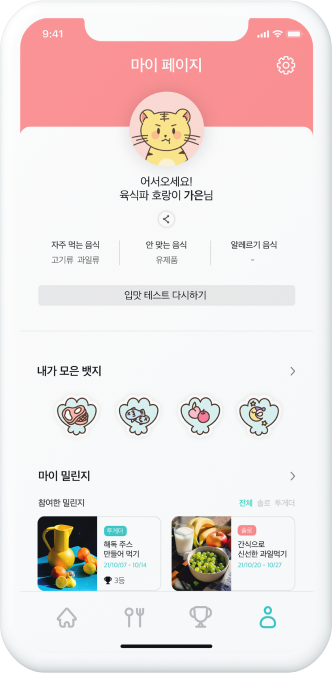 9:41
마이 페이지
어서오세요!
육식파 호랑이 가은님
자주 먹는 음식 안 맞는 음식 알레르기 음식
고기류 과일류 유제품 -
입맛 테스트 다시하기
내가 모은 뱃지
마이 밀린지
참여한 밀린지 전체 솔로 투게더
투게더
해독 주스
만들어 먹기
21/10/07 - 10/14
3등
솔로
간식으로
신선한 과일먹기
21/10/20 - 10/27